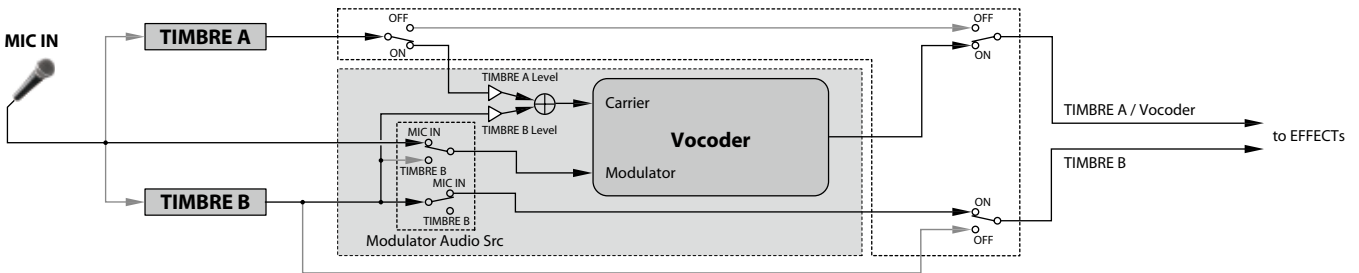 MIC IN
TIMBRE A
OFF
ON
OFF
ON
TIMBRE A Level
TIMBRE B Level
Carrier
Vocoder
Modulator
MIC IN
TIMBRE B
MIC IN
TIMBRE B
Modulator Audio Src
TIMBRE B
ON
OFF
TIMBRE A / Vocoder
TIMBRE B
to EFFECTs